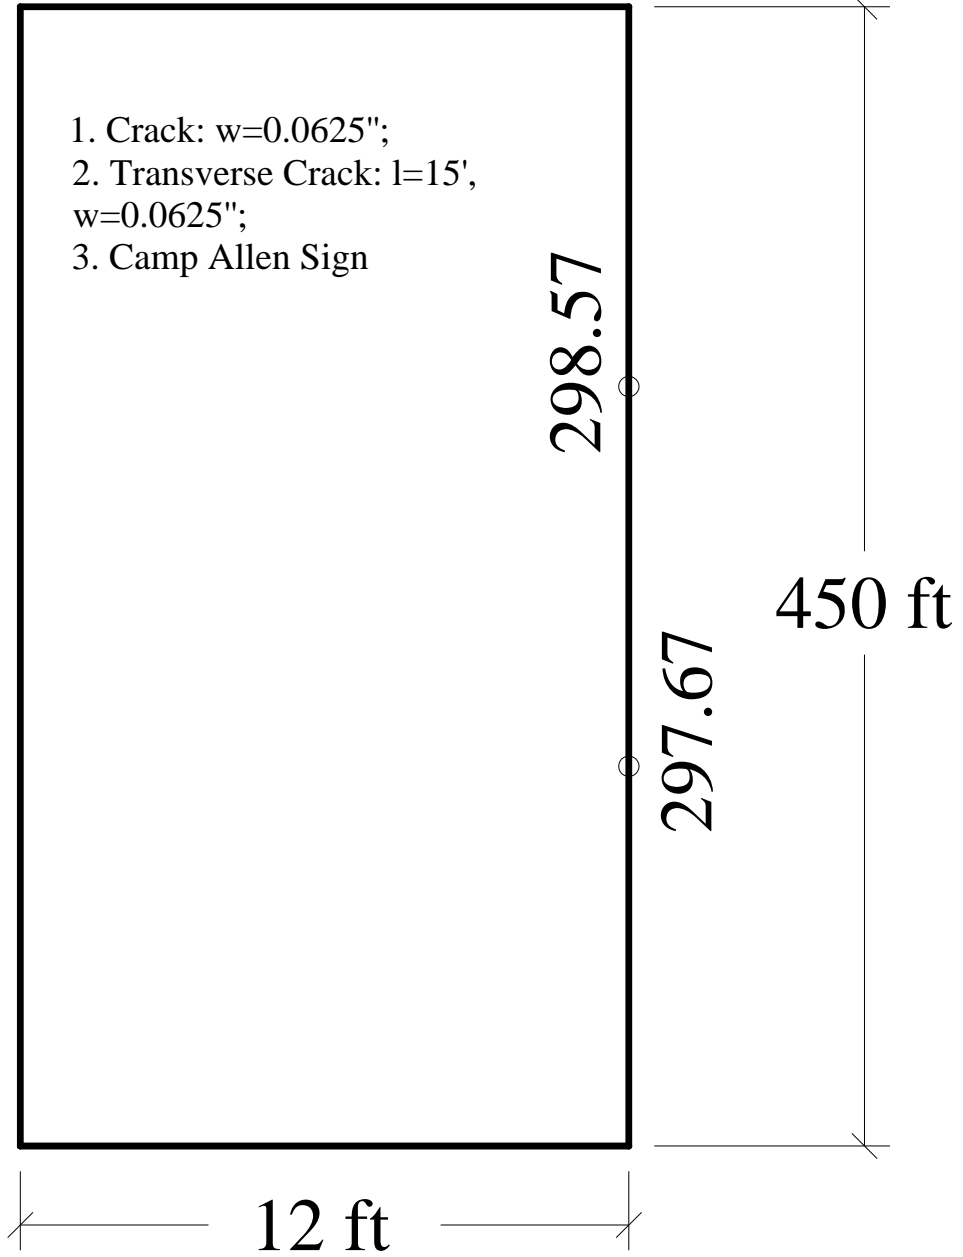 1. Crack: w=0.0625";
2. Transverse Crack: l=15',
w=0.0625";
3. Camp Allen Sign
298.57
450 ft
297.67
12 ft